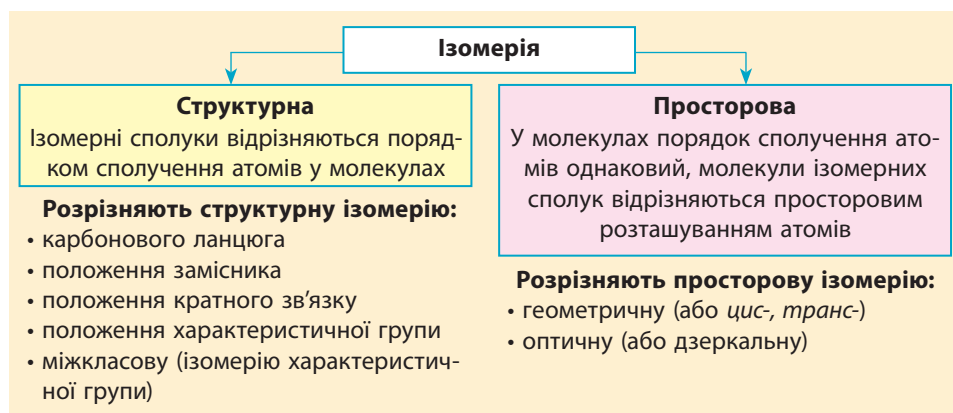 Ізомерія
Структурна
Ізомерні сполуки відрізняються поряд-
ком сполучення атомів у молекулах
Розрізняють структурну ізомерію:
• карбонового ланцюга
• положення замісника
• положення кратного зв'язку
• положення характеристичної групи
• міжкласову (ізомерію характеристич-
ної групи)
Просторова
У молекулах порядок сполучення ато-
мів однаковий, молекули ізомерних
сполук відрізняються просторовим
розташуванням атомів
Розрізняють просторову ізомерію:
• геометричну (або цис-, транс-)
• оптичну (або дзеркальну)